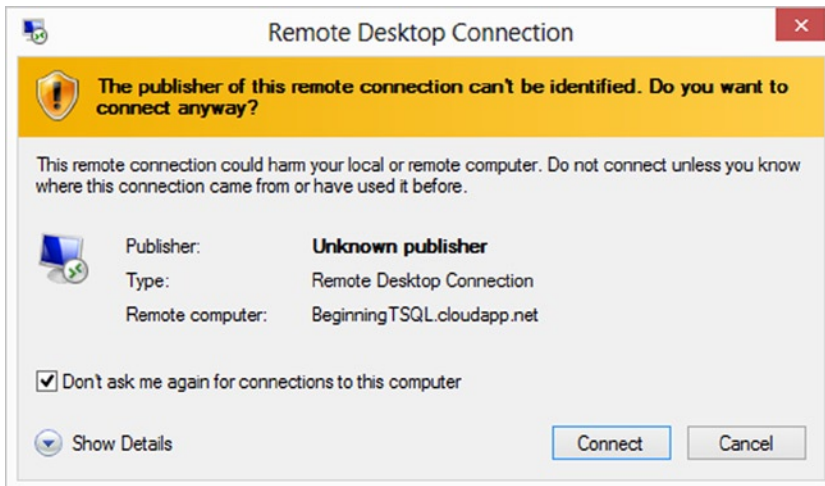 Remote Desktop Connection
The publisher of this remote connection can't be identified. Do you want to
connect anyway?
This remote connection could harm your local or remote computer. Do not connect unless you know
where this connection came from or have used it before.
Publisher: Unknown publisher
Type: Remote Desktop Connection
Remote computer: BeginningTSQL.cloudapp.net
Don't ask me again for connections to this computer
Show Details Connect Cancel